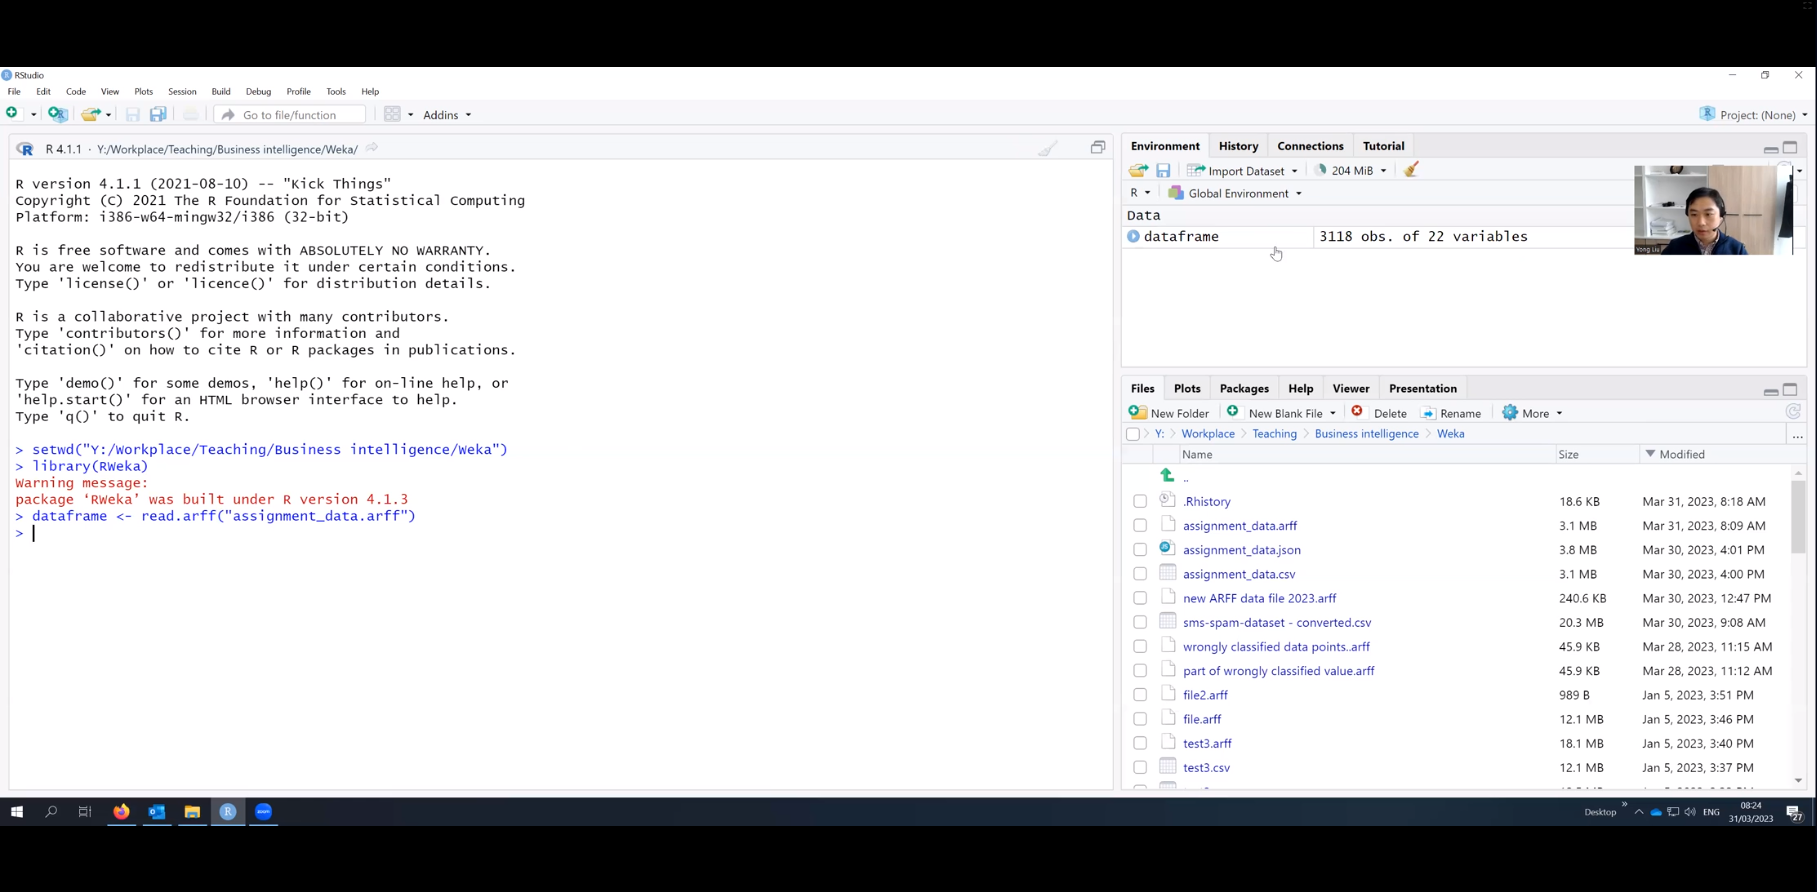 RStudio
File Edit Code View Plots Session Build Debug Profile Tools Help
Go to file/function Addins Project: (None)
R 4.1.1 · Y:/Workplace/Teaching/Business intelligence/Weka/
R version 4.1.1 (2021-08-10) -- "Kick Things"
Copyright (C) 2021 The R Foundation for Statistical Computing
Platform: i386-w64-mingw32/i386 (32-bit)
R is free software and comes with ABSOLUTELY NO WARRANTY.
You are welcome to redistribute it under certain conditions.
Type 'license()' or 'licence()' for distribution details.
R is a collaborative project with many contributors.
Type 'contributors()' for more information and
'citation()' on how to cite R or R packages in publications.
Type 'demo()' for some demos, 'help()' for on-line help, or
'help.start()' for an HTML browser interface to help.
Type 'q()' to quit R.
> setwd("Y:/Workplace/Teaching/Business intelligence/Weka")
> library(RWeka)
Warning message:
package ‘RWeka’ was built under R version 4.1.3
> dataframe <- read.arff("assignment_data.arff")
>
Environment History Connections Tutorial
Import Dataset 204 MiB
R Global Environment
Data
dataframe 3118 obs. of 22 variables
Yong Liu
Files Plots Packages Help Viewer Presentation
New Folder New Blank File Delete Rename More
Y: Workplace Teaching Business intelligence Weka ...
Name Size Modified
..
.Rhistory 18.6 KB Mar 31, 2023, 8:18 AM
assignment_data.arff 3.1 MB Mar 31, 2023, 8:09 AM
assignment_data.json 3.8 MB Mar 30, 2023, 4:01 PM
assignment_data.csv 3.1 MB Mar 30, 2023, 4:00 PM
new ARFF data file 2023.arff 240.6 KB Mar 30, 2023, 12:47 PM
sms-spam-dataset - converted.csv 20.3 MB Mar 30, 2023, 9:08 AM
wrongly classified data points..arff 45.9 KB Mar 28, 2023, 11:15 AM
part of wrongly classified value.arff 45.9 KB Mar 28, 2023, 11:12 AM
file2.arff 989 B Jan 5, 2023, 3:51 PM
file.arff 12.1 MB Jan 5, 2023, 3:46 PM
test3.arff 18.1 MB Jan 5, 2023, 3:40 PM
test3.csv 12.1 MB Jan 5, 2023, 3:37 PM
zoom Desktop ENG 08:24
31/03/2023 27